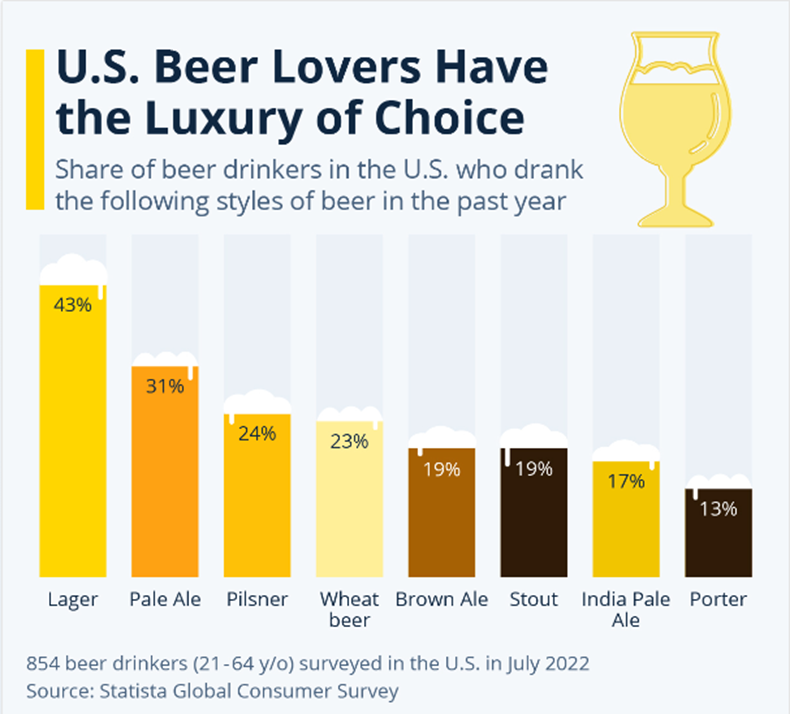 U.S. Beer Lovers Have
the Luxury of Choice
Share of beer drinkers in the U.S. who drank
the following styles of beer in the past year
43%
31%
24%
23%
19%
19%
17%
13%
Lager
Pale Ale
Pilsner
Wheat
beer
Brown Ale
Stout
India Pale
Ale
Porter
854 beer drinkers (21-64 y/o) surveyed in the U.S. in July 2022
Source: Statista Global Consumer Survey